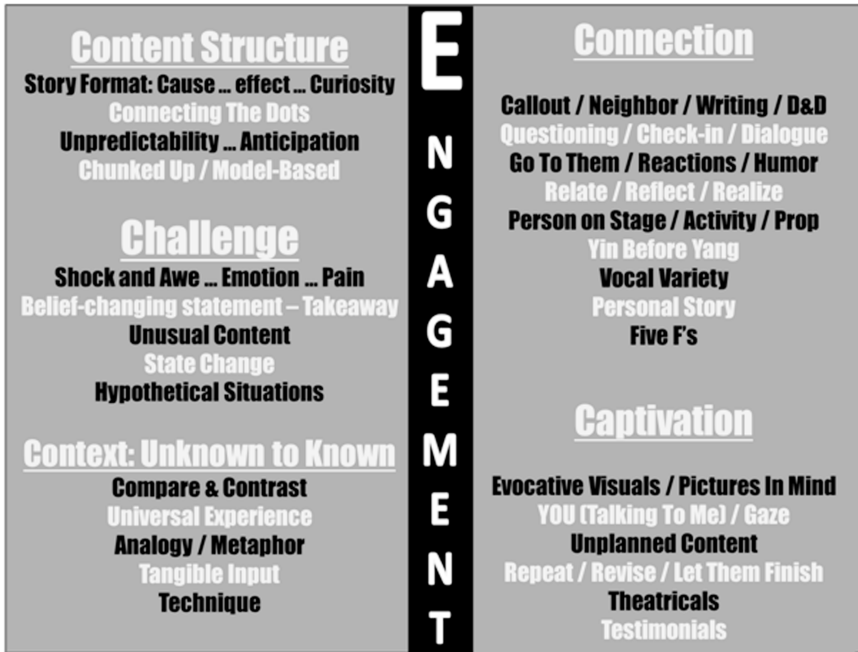 Content Structure
Story Format: Cause ... effect ... Curiosity
Connecting The Dots
Unpredictability ... Anticipation
Chunked Up / Model-Based
Challenge
Shock and Awe ... Emotion ... Pain
Belief-changing statement – Takeaway
Unusual Content
State Change
Hypothetical Situations
Context: Unknown to Known
Compare & Contrast
Universal Experience
Analogy / Metaphor
Tangible Input
Technique
E
N
G
A
G
E
M
E
N
T
Connection
Callout / Neighbor / Writing / D&D
Questioning / Check-in / Dialogue
Go To Them / Reactions / Humor
Relate / Reflect / Realize
Person on Stage / Activity / Prop
Yin Before Yang
Vocal Variety
Personal Story
Five F's
Captivation
Evocative Visuals / Pictures In Mind
YOU (Talking To Me) / Gaze
Unplanned Content
Repeat / Revise / Let Them Finish
Theatricals
Testimonials